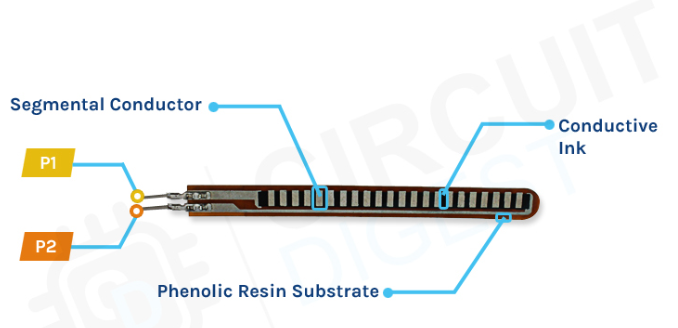 Segmental Conductor
Conductive
Ink
P1
P2
Phenolic Resin Substrate
CIRCUIT
DIGEST